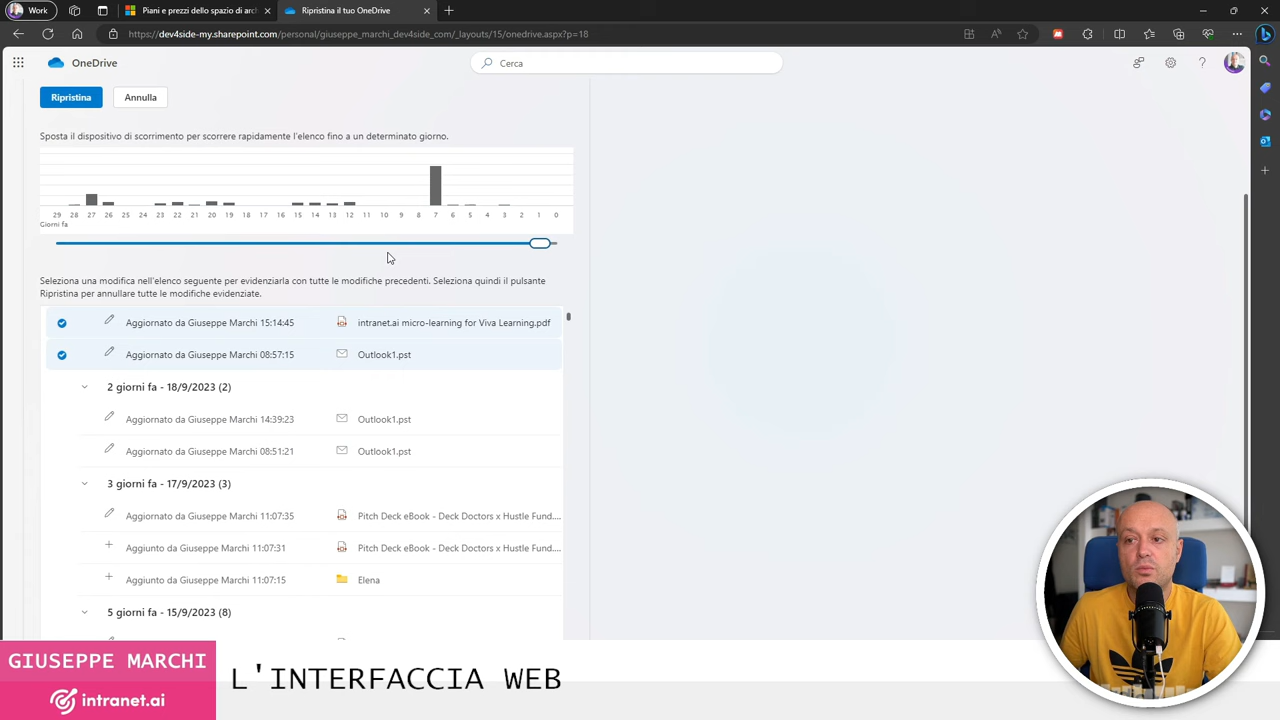 Work
Piani e prezzi dello spazio di arc
Ripristina il tuo OneDrive
https://dev4side-my.sharepoint.com/personal/giuseppe_marchi_dev4side_com/_layouts/15/onedrive.aspx?p=18
OneDrive
Cerca
Ripristina
Annulla
Sposta il dispositivo di scorrimento per scorrere rapidamente l'elenco fino a un determinato giorno.
29 28 27 26 25 24 23 22 21 20 19 18 17 16 15 14 13 12 11 10 9 8 7 6 5 4 3 2 1 0
Giorni fa
Seleziona una modifica nell'elenco seguente per evidenziarla con tutte le modifiche precedenti. Seleziona quindi il pulsante
Ripristina per annullare tutte le modifiche evidenziate.
Aggiornato da Giuseppe Marchi 15:14:45 intranet.ai micro-learning for Viva Learning.pdf
Aggiornato da Giuseppe Marchi 08:57:15 Outlook1.pst
2 giorni fa - 18/9/2023 (2)
Aggiornato da Giuseppe Marchi 14:39:23 Outlook1.pst
Aggiornato da Giuseppe Marchi 08:51:21 Outlook1.pst
3 giorni fa - 17/9/2023 (3)
Aggiornato da Giuseppe Marchi 11:07:35 Pitch Deck eBook - Deck Doctors x Hustle Fund....
Aggiunto da Giuseppe Marchi 11:07:31 Pitch Deck eBook - Deck Doctors x Hustle Fund....
Aggiunto da Giuseppe Marchi 11:07:15 Elena
5 giorni fa - 15/9/2023 (8)
GIUSEPPE MARCHI
intranet.ai
L'INTERFACCIA WEB